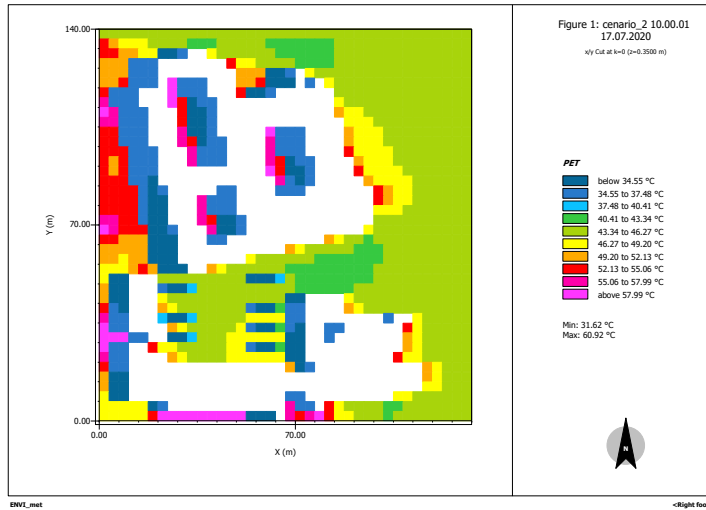 140.00
70.00
0.00
0.00
70.00
Y (m)
X (m)
Figure 1: cenario_2 10.00.01
17.07.2020
x/y Cut at k=0 (z=0.3500 m)
PET
below 34.55 °C
34.55 to 37.48 °C
37.48 to 40.41 °C
40.41 to 43.34 °C
43.34 to 46.27 °C
46.27 to 49.20 °C
49.20 to 52.13 °C
52.13 to 55.06 °C
55.06 to 57.99 °C
above 57.99 °C
Min: 31.62 °C
Max: 60.92 °C
N
ENVI_met
<Right foo